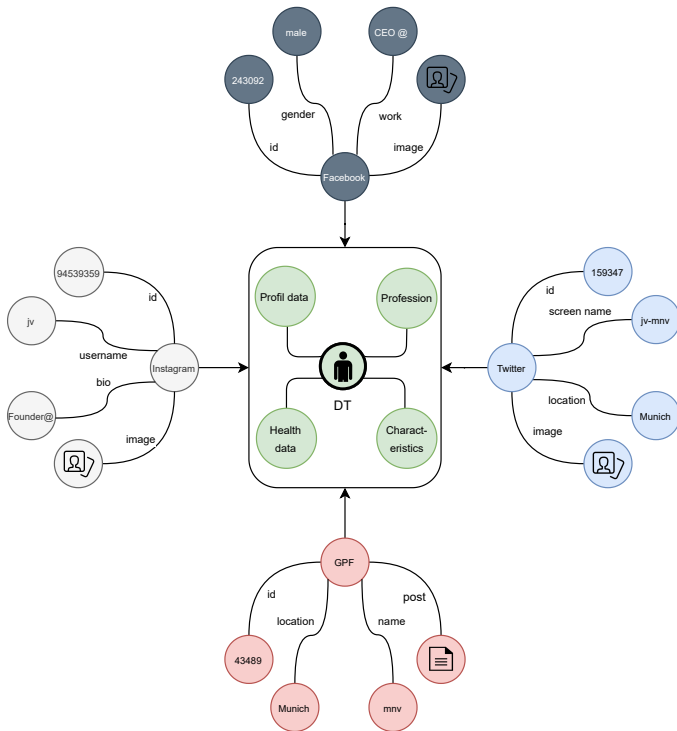 male
CEO @
243092
gender
work
id
image
Facebook
94539359
id
jv
username
Instagram
bio
Founder@
image
Profil data
Profession
DT
Health
data
Charact-
eristics
159347
id
screen name
jv-mnv
Twitter
location
Munich
image
GPF
id
post
location
name
43489
Munich
mnv